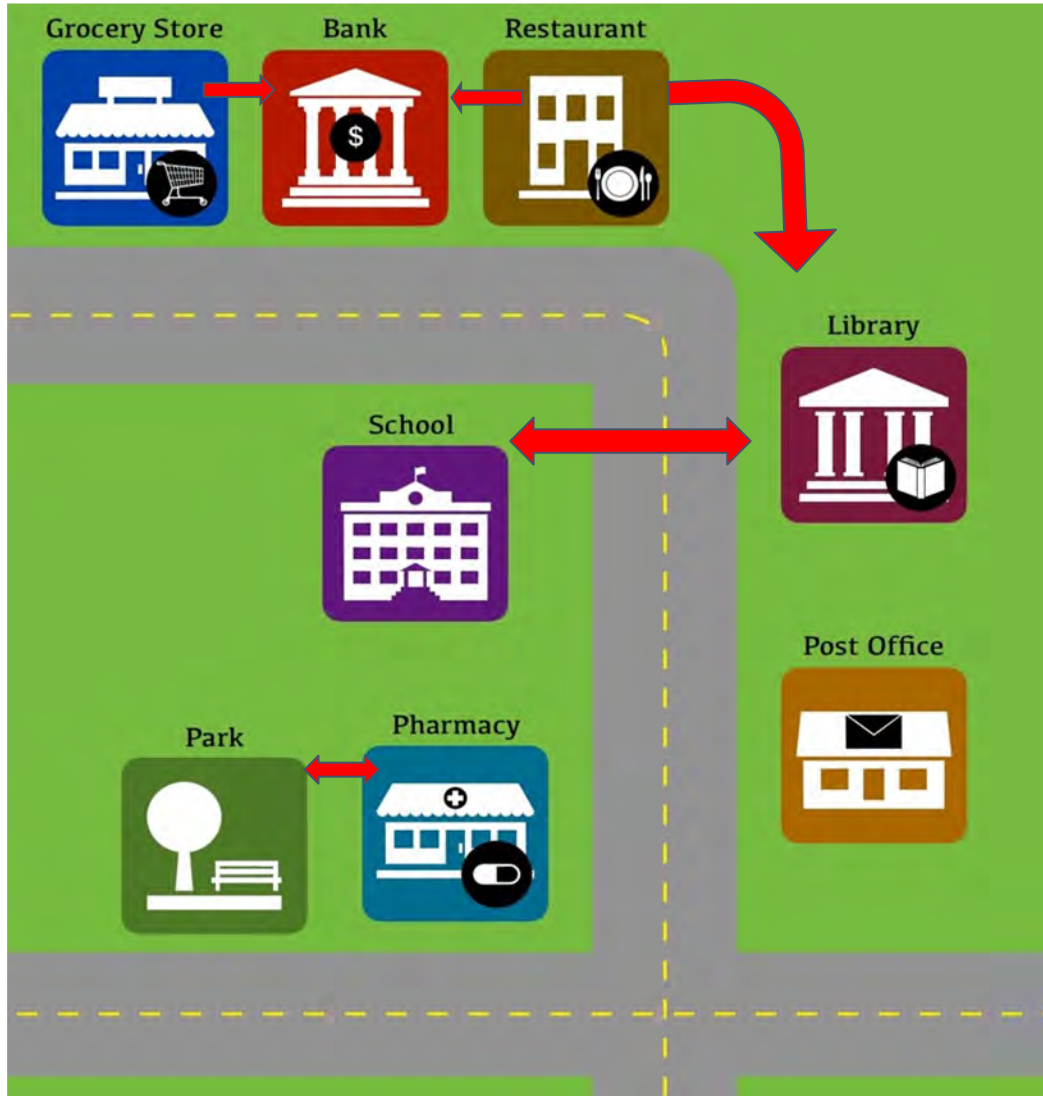 Grocery Store
Bank
Restaurant
$
Library
School
Post Office
Park
Pharmacy